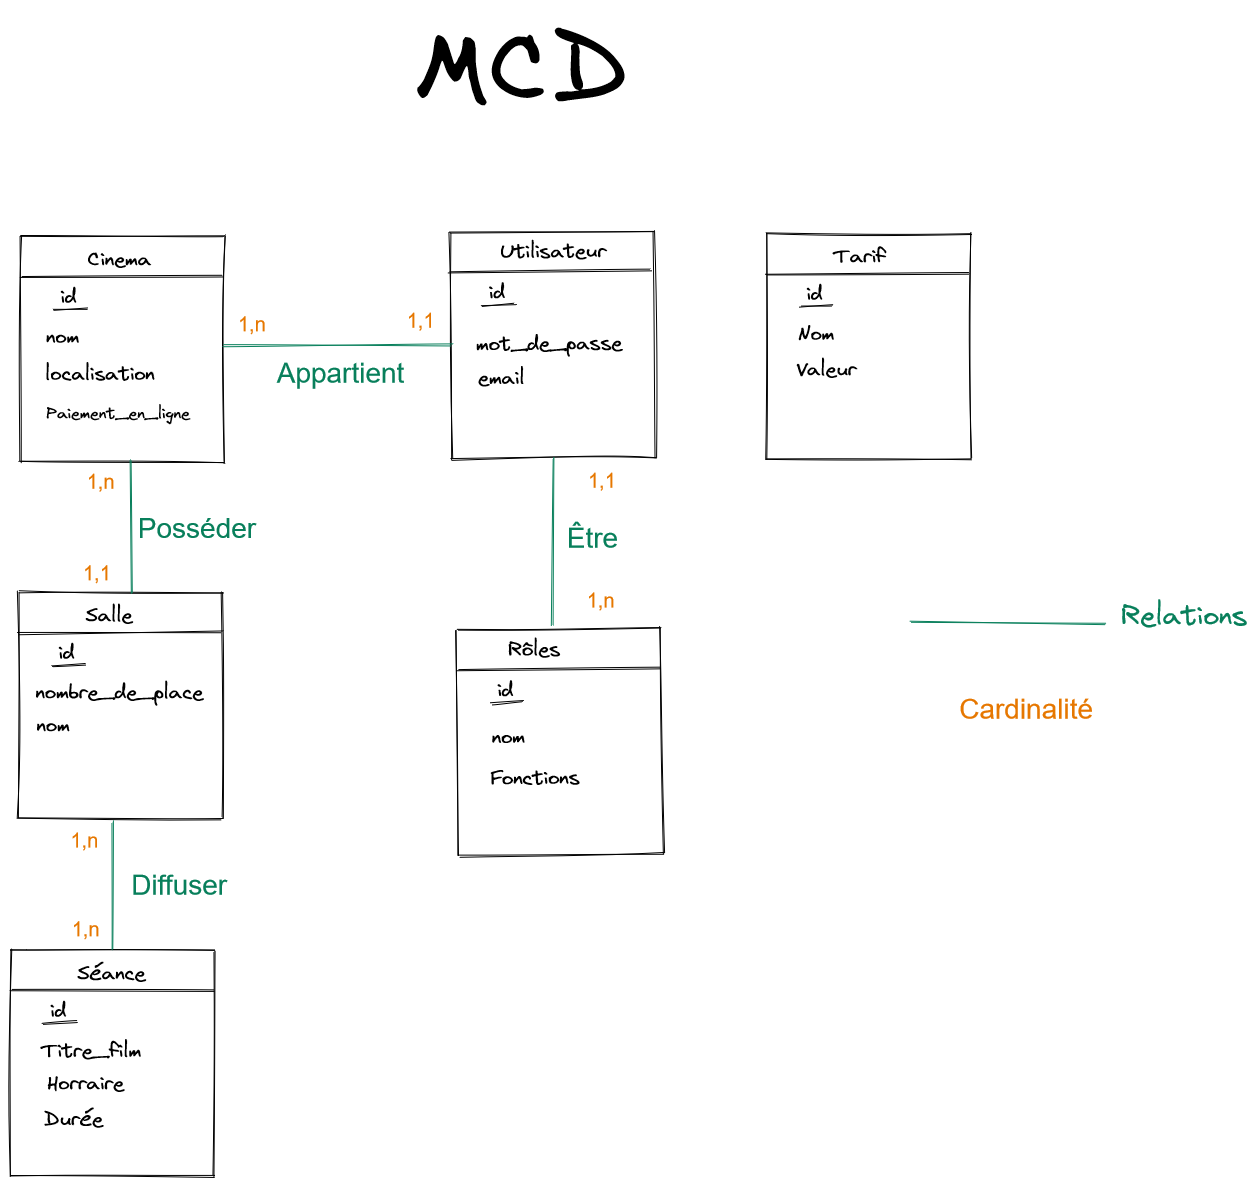 MCD
Cinema
id
nom
localisation
Paiement_en_ligne
1,n
1,1
Appartient
Utilisateur
id
mot_de_passe
email
Tarif
id
Nom
Valeur
1,n
Posséder
1,1
1,1
Être
1,n
Salle
id
nombre_de_place
nom
Rôles
id
nom
Fonctions
Relations
Cardinalité
1,n
Diffuser
1,n
Séance
id
Titre_film
Horraire
Durée